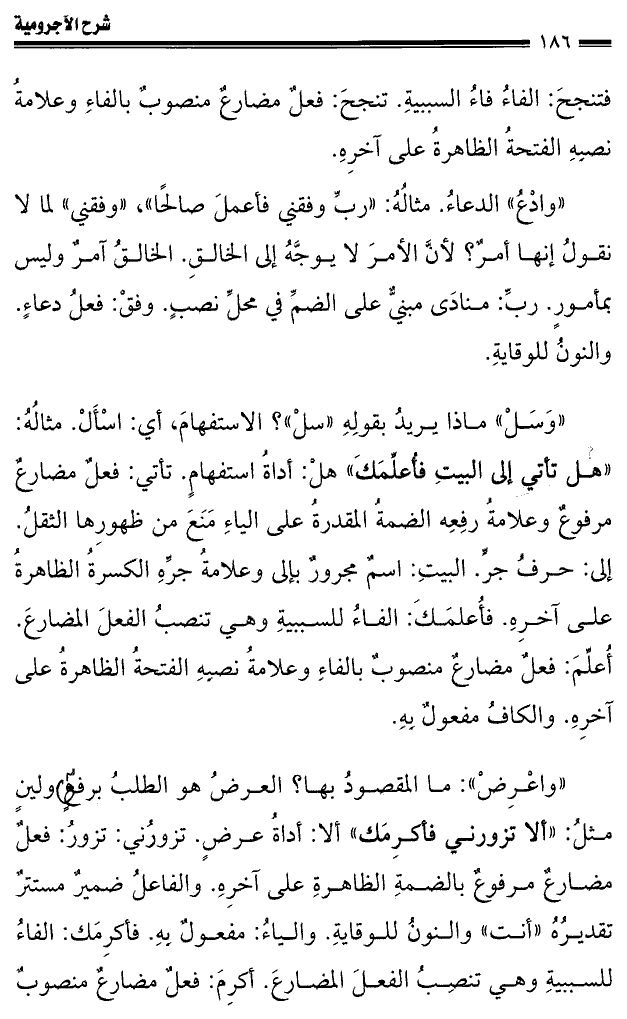 شرح الآجرومية
١٨٦
فتنجحَ: الفاءُ فاءُ السببيةِ. تنجحَ: فعلٌ مضارعٌ منصوبٌ بالفاءِ وعلامةُ
نصبِهِ الفتحةُ الظاهرةُ على آخرِهِ.
«وادْعُ» الدعاءُ. مثالُهُ: «ربِّ وفقني فأعملَ صالحًا»، «وفقني» لما لا
نقولُ إنها أمرٌ؟ لأنَّ الأمرَ لا يوجَّهُ إلى الخالقِ. الخالقُ آمرٌ وليس
بمأمورٍ. ربِّ: منادَى مبنيٌّ على الضمِّ في محلِّ نصبٍ. وفقْ: فعلُ دعاءٍ.
والنونُ للوقايةِ.
«وَسَلْ» ماذا يريدُ بقولِهِ «سلْ»؟ الاستفهامَ، أي: اسْأَلْ. مثالُهُ:
«هل تأتي إلى البيتِ فأعلِّمَكَ» هلْ: أداةُ استفهامٍ. تأتي: فعلٌ مضارعٌ
مرفوعٌ وعلامةُ رفعِه الضمةُ المقدرةُ على الياءِ مَنَعَ من ظهورِها الثقلُ.
إلى: حرفُ جرٍّ. البيتِ: اسمٌ مجرورٌ بإلى وعلامةُ جرِّهِ الكسرةُ الظاهرةُ
على آخرِهِ. فأُعلمَكَ: الفاءُ للسببيةِ وهي تنصبُ الفعلَ المضارعَ.
أُعلِّمَ: فعلٌ مضارعٌ منصوبٌ بالفاءِ وعلامةُ نصبِهِ الفتحةُ الظاهرةُ على
آخرِهِ. والكافُ مفعولٌ بِهِ.
«واعْرِضْ»: ما المقصودُ بها؟ العرضُ هو الطلبُ برفقٍ ولينٍ
مثلُ: «ألا تزورني فأكرمَك» ألا: أداةُ عرضٍ. تزورُني: تزورُ: فعلٌ
مضارعٌ مرفوعٌ بالضمةِ الظاهرةِ على آخرِهِ. والفاعلُ ضميرٌ مستترٌ
تقديرُهُ «أنت» والنونُ للوقايةِ. والياءُ: مفعولٌ بِهِ. فأكرمَك: الفاءُ
للسببيةِ وهي تنصِبُ الفعلَ المضارعَ. أكرمَ: فعلٌ مضارعٌ منصوبٌ